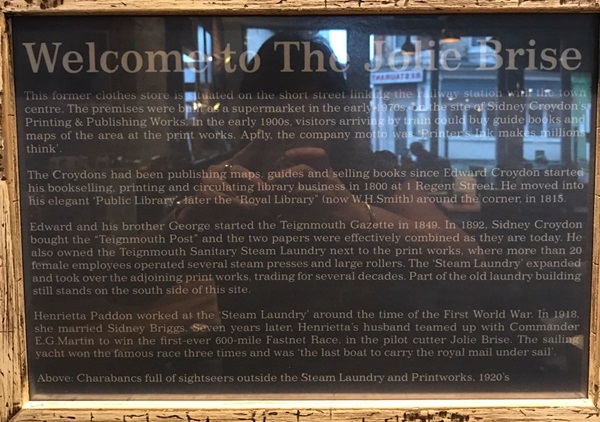 Welcome to The Jolie Brise
This former clothes store is situated on the short street linking the railway station with the town
centre. The premises were built as a supermarket in the early 1970s on the site of Sidney Croydon's
Printing & Publishing Works. In the early 1900s, visitors arriving by train could buy guide books and
maps of the area at the print works. Aptly, the company motto was 'Printer's Ink makes millions
think'.
The Croydons had been publishing maps, guides and selling books since Edward Croydon started
his bookselling, printing and circulating library business in 1800 at 1 Regent Street. He moved into
his elegant 'Public Library', later the "Royal Library" (now W.H.Smith) around the corner, in 1815.
Edward and his brother George started the Teignmouth Gazette in 1849. In 1892, Sidney Croydon
bought the "Teignmouth Post" and the two papers were effectively combined as they are today. He
also owned the Teignmouth Sanitary Steam Laundry next to the print works, where more than 20
female employees operated several steam presses and large rollers. The 'Steam Laundry' expanded
and took over the adjoining print works, trading for several decades. Part of the old laundry building
still stands on the south side of this site.
Henrietta Paddon worked at the 'Steam Laundry' around the time of the First World War. In 1918,
she married Sidney Briggs. Seven years later, Henrietta's husband teamed up with Commander
E.G.Martin to win the first-ever 600-mile Fastnet Race, in the pilot cutter Jolie Brise. The sailing
yacht won the famous race three times and was 'the last boat to carry the royal mail under sail'.
Above: Charabancs full of sightseers outside the Steam Laundry and Printworks, 1920's